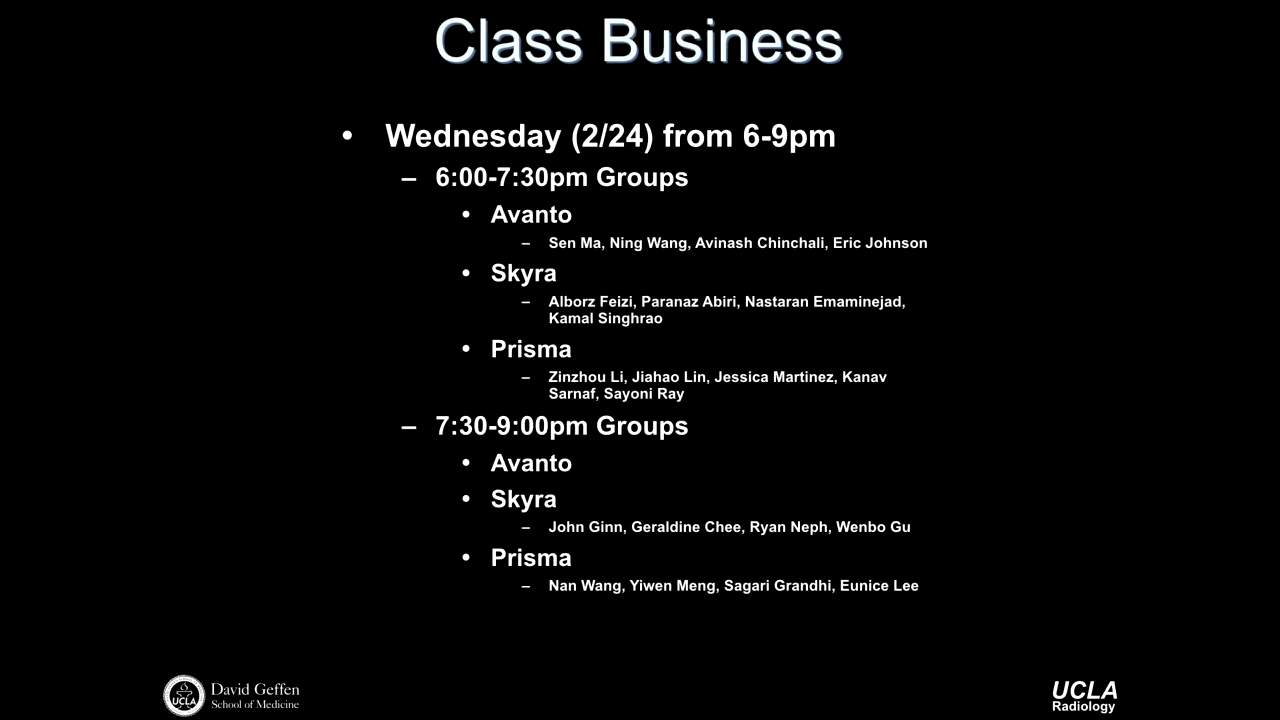 Class Business
• Wednesday (2/24) from 6-9pm
– 6:00-7:30pm Groups
• Avanto
– Sen Ma, Ning Wang, Avinash Chinchali, Eric Johnson
• Skyra
– Alborz Feizi, Paranaz Abiri, Nastaran Emaminejad,
Kamal Singhrao
• Prisma
– Zinzhou Li, Jiahao Lin, Jessica Martinez, Kanav
Sarnaf, Sayoni Ray
– 7:30-9:00pm Groups
• Avanto
• Skyra
– John Ginn, Geraldine Chee, Ryan Neph, Wenbo Gu
• Prisma
– Nan Wang, Yiwen Meng, Sagari Grandhi, Eunice Lee
UCLA
David Geffen
School of Medicine
UCLA
Radiology